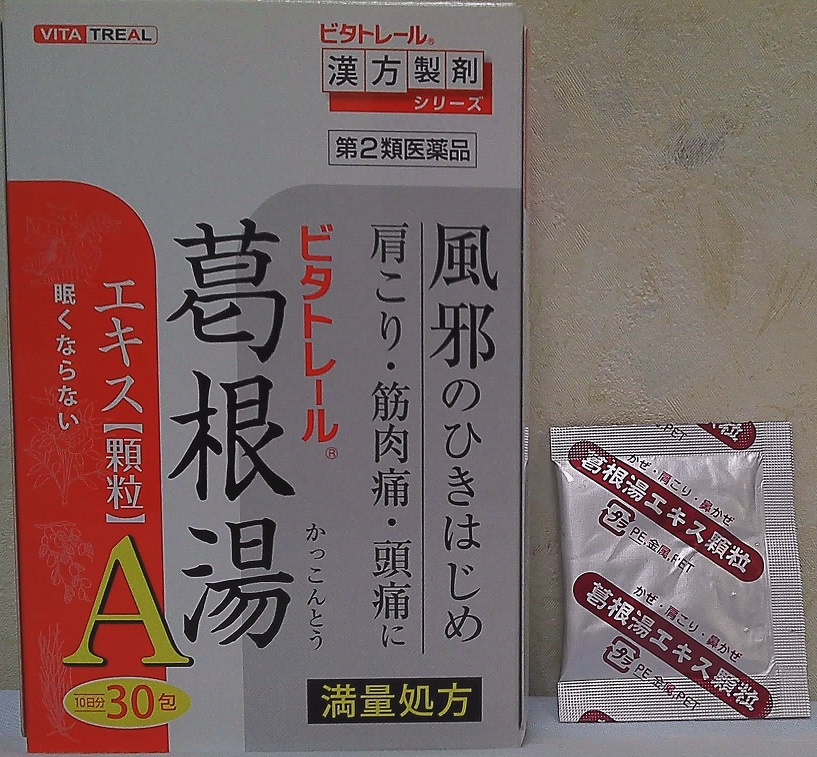 VITA TREAL
ビタトレール®
漢方製剤
シリーズ
第2類医薬品
風邪のひきはじめ
肩こり・筋肉痛・頭痛に
ビタトレール®
葛根湯
かっこんとう
エキス【顆粒】A
眠くならない
10日分 30包
満量処方
粒
PET
かぜ・肩こり・鼻かぜ
葛根湯エキス顆粒
プラ PE,金属,PET
かぜ・肩こり・鼻かぜ
葛根湯エキス顆粒
プラ PE,金属,PET